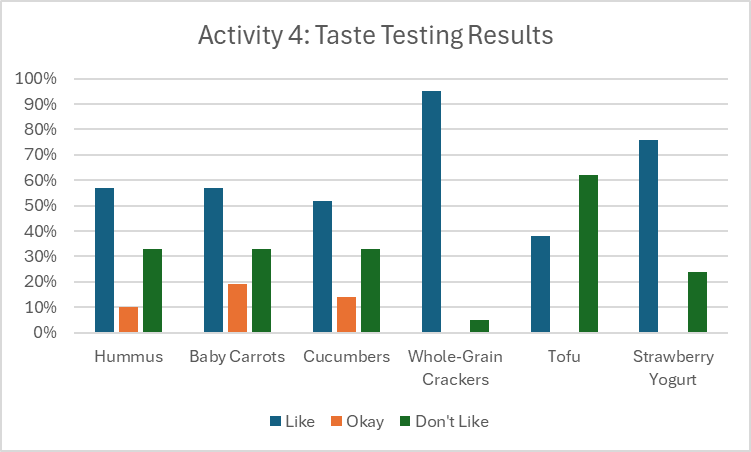 Activity 4: Taste Testing Results
100%
90%
80%
70%
60%
50%
40%
30%
20%
10%
0%
Hummus
Baby Carrots
Cucumbers
Whole-Grain
Crackers
Tofu
Strawberry
Yogurt
Like
Okay
Don't Like